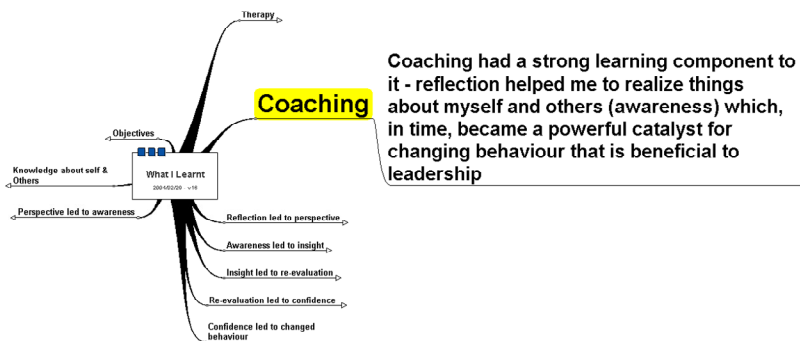 Therapy
Coaching
Coaching had a strong learning component to
it - reflection helped me to realize things
about myself and others (awareness) which,
in time, became a powerful catalyst for
changing behaviour that is beneficial to
leadership
Objectives
What I Learnt
Knowledge about self &
Others
Perspective led to awareness
Reflection led to perspective
Awareness led to insight
Insight led to re-evaluation
Re-evaluation led to confidence
Confidence led to changed
behaviour